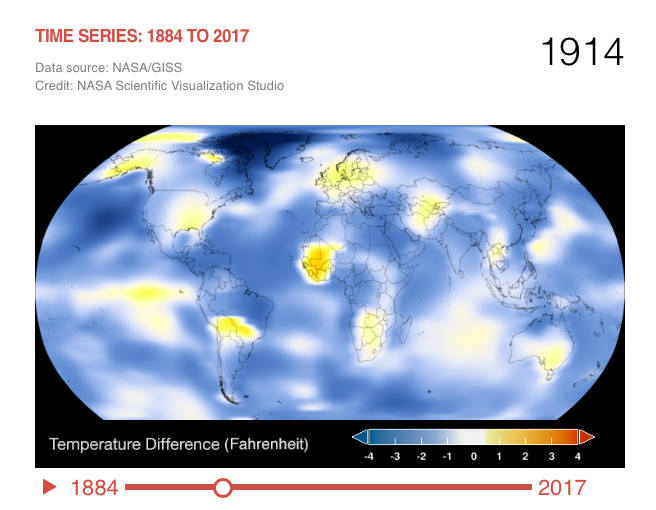 TIME SERIES: 1884 TO 2017
1914
Data source: NASA/GISS
Credit: NASA Scientific Visualization Studio
Temperature Difference (Fahrenheit)
-4 -3 -2 -1 0 1 2 3 4
1884 2017